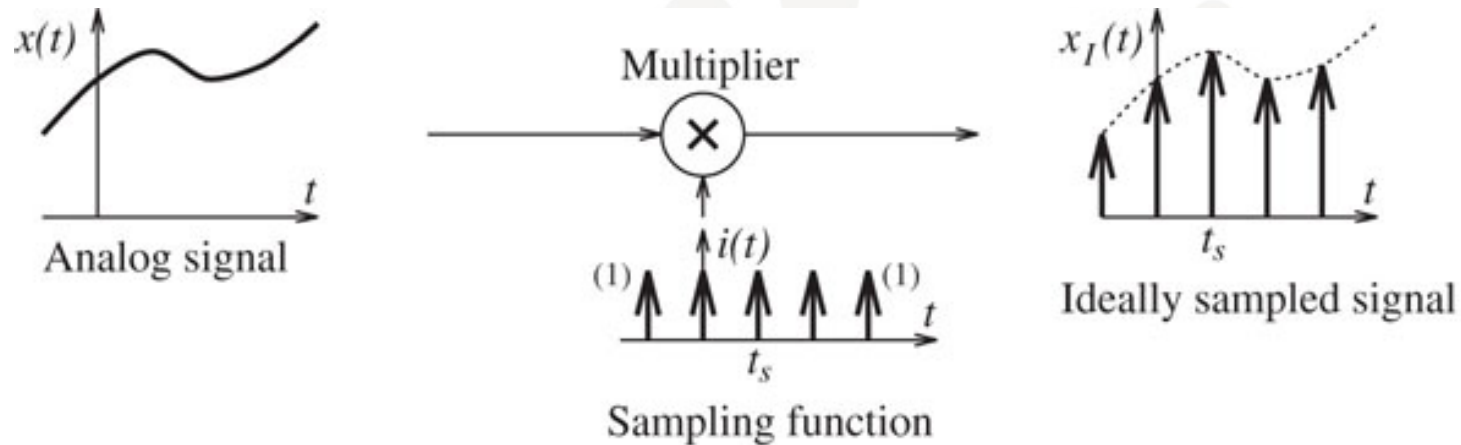 x(t)
t
Analog signal
Multiplier
×
i(t)
(1)
(1)
t
t_s
Sampling function
x_I(t)
t
t_s
Ideally sampled signal